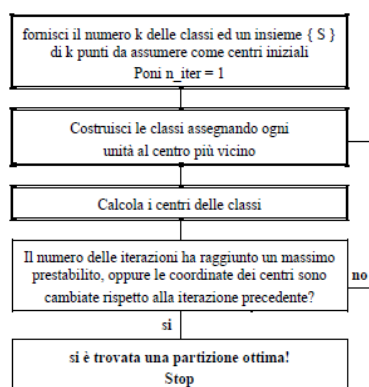 fornisci il numero k delle classi ed un insieme { S }
di k punti da assumere come centri iniziali
Poni n_iter = 1
Costruisci le classi assegnando ogni
unità al centro più vicino
Calcola i centri delle classi
Il numero delle iterazioni ha raggiunto un massimo
prestabilito, oppure le coordinate dei centri sono
cambiate rispetto alla iterazione precedente?
no
si
si è trovata una partizione ottima!
Stop